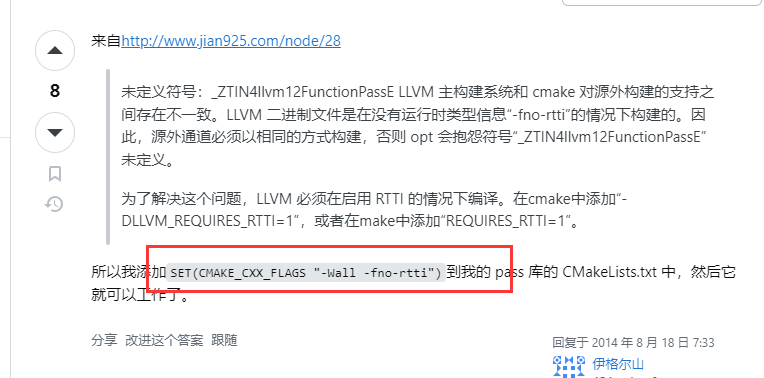 来自http://www.jian925.com/node/28
8
未定义符号：_ZTIN4llvm12FunctionPassE LLVM 主构建系统和 cmake 对源外构建的支持之
间存在不一致。LLVM 二进制文件是在没有运行时类型信息“-fno-rtti”的情况下构建的。因
此，源外通道必须以相同的方式构建，否则 opt 会抱怨符号“_ZTIN4llvm12FunctionPassE”
未定义。
为了解决这个问题，LLVM 必须在启用 RTTI 的情况下编译。在cmake中添加“-
DLLVM_REQUIRES_RTTI=1”，或者在make中添加“REQUIRES_RTTI=1”。
所以我添加SET(CMAKE_CXX_FLAGS "-Wall -fno-rtti")到我的 pass 库的 CMakeLists.txt 中，然后它
就可以工作了。
分享 改进这个答案 跟随
回复于 2014 年 8 月 18 日 7:33
伊格尔山